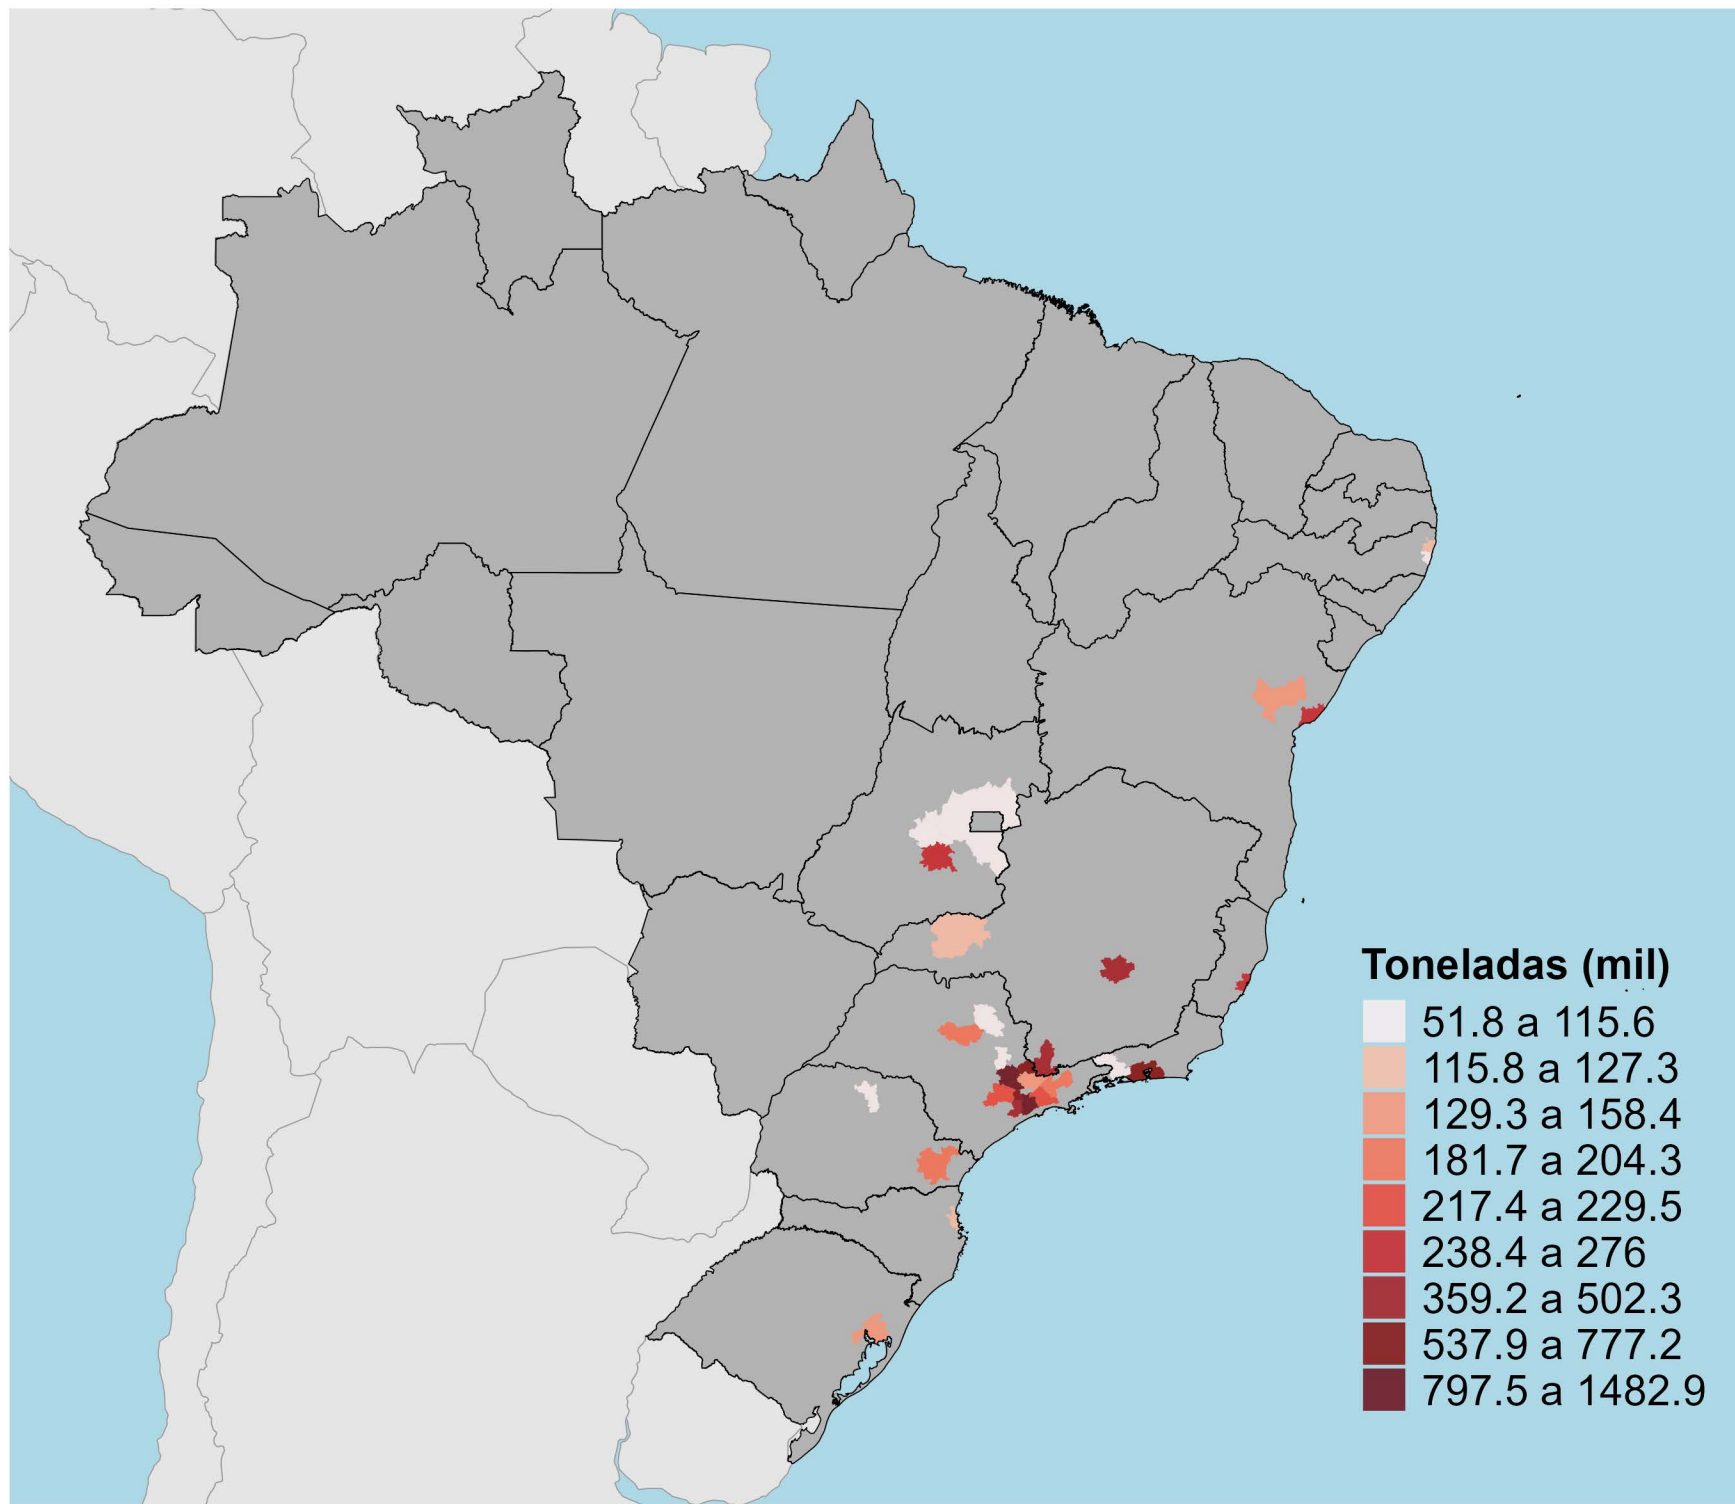 Toneladas (mil)
51.8 a 115.6
115.8 a 127.3
129.3 a 158.4
181.7 a 204.3
217.4 a 229.5
238.4 a 276
359.2 a 502.3
537.9 a 777.2
797.5 a 1482.9